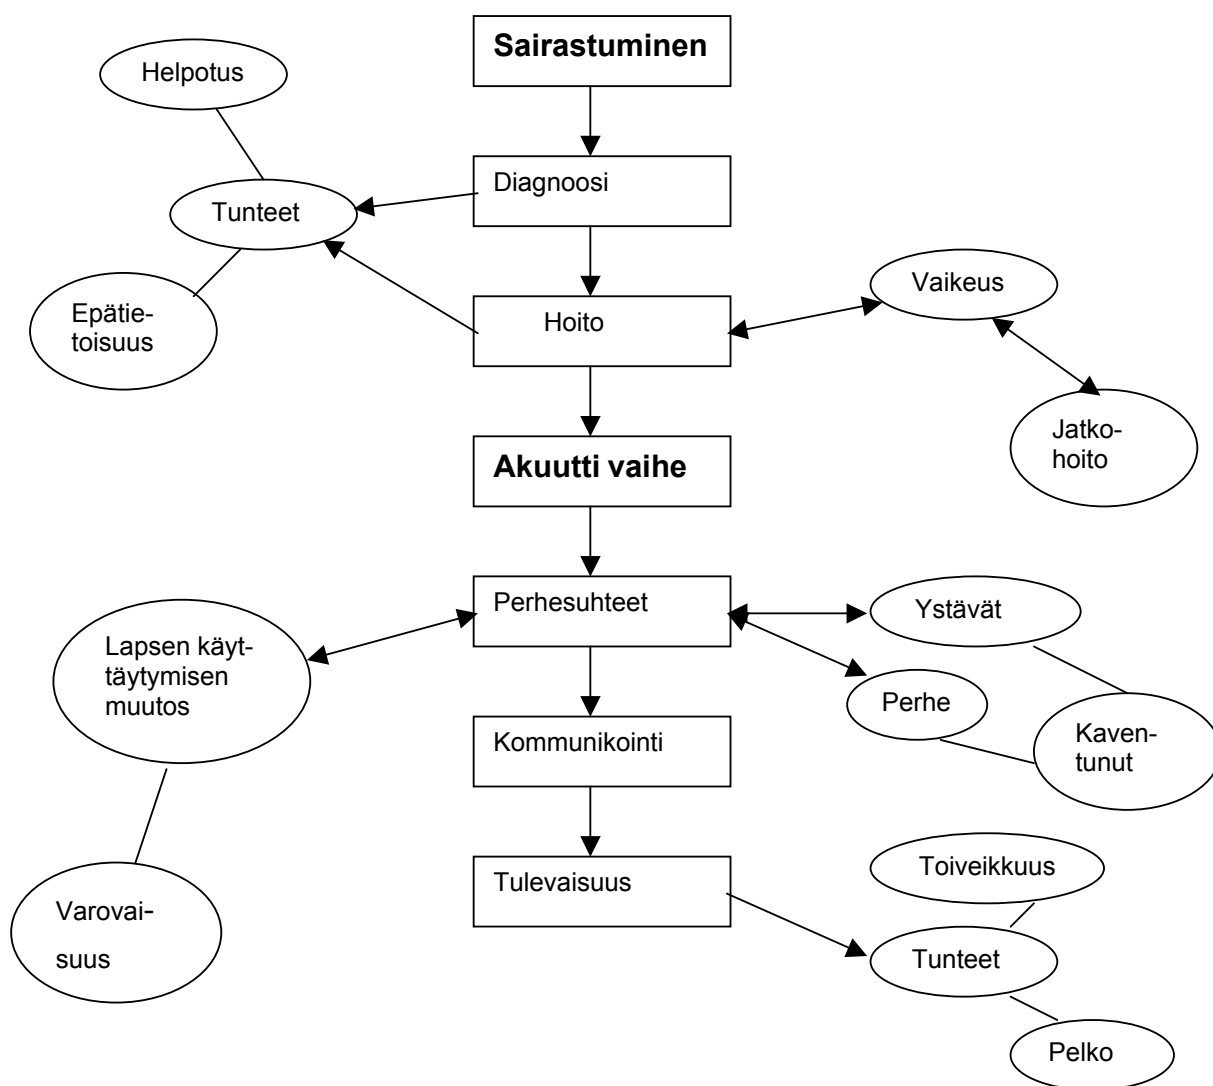 Sairastuminen
Helpotus
Diagnoosi
Tunteet
Vaikeus
Epätie-
toisuus
Hoito
Jatko-
hoito
Akuutti vaihe
Perhesuhteet
Ystävät
Lapsen käyt-
täytymisen
muutos
Perhe
Kaven-
tunut
Kommunikointi
Toiveikkuus
Tulevaisuus
Varovai-
suus
Tunteet
Pelko